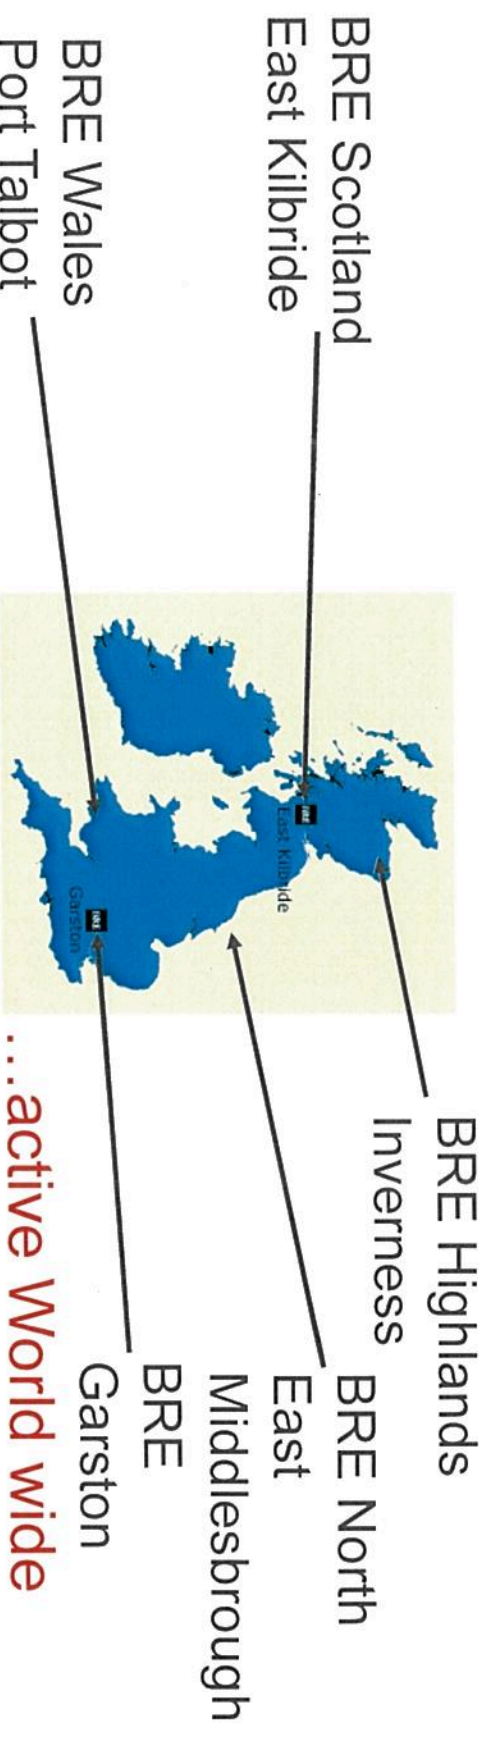 BRE Scotland
East Kilbride
BRE Wales
Port Talbot
East Kilbride
Garston
BRE Highlands
Inverness
BRE North
East
Middlesbrough
BRE
Garston
...active World wide